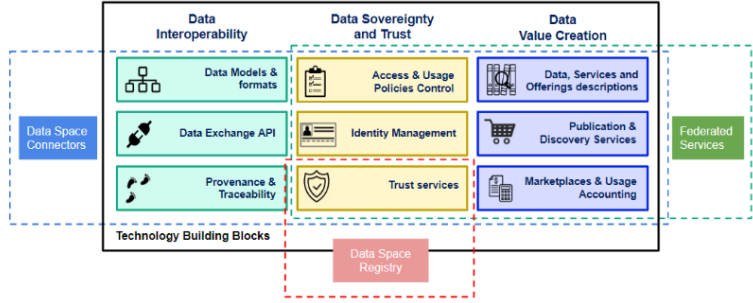 Data
Interoperability
Data Sovereignty
and Trust
Data
Value Creation
Data Models &
formats
Access & Usage
Policies Control
Data, Services and
Offerings descriptions
Data Space
Connectors
Data Exchange API
Identity Management
Publication &
Discovery Services
Federated
Services
Provenance &
Traceability
Trust services
Marketplaces & Usage
Accounting
Technology Building Blocks
Data Space
Registry